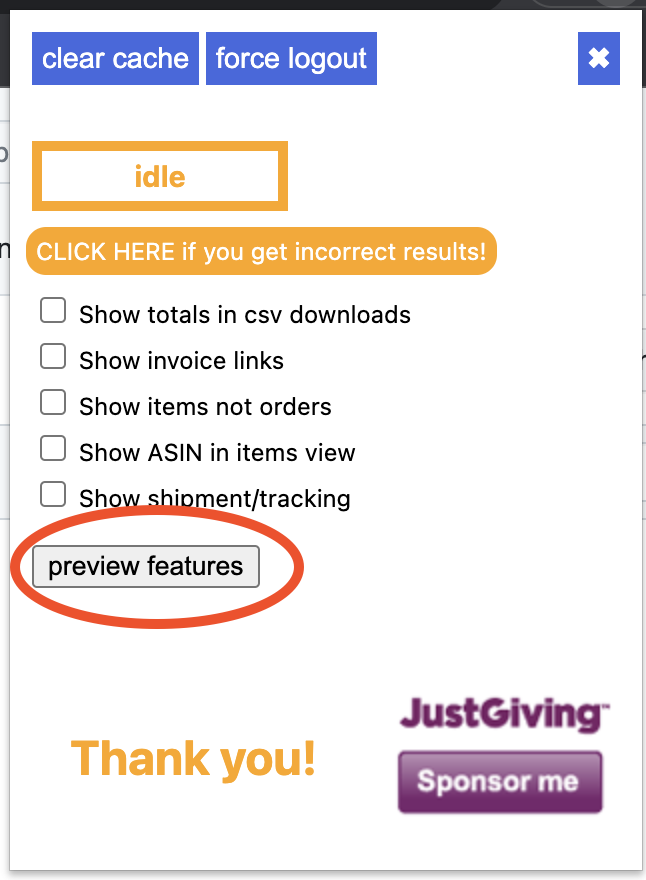 clear cache force logout ✖
idle
CLICK HERE if you get incorrect results!
Show totals in csv downloads
Show invoice links
Show items not orders
Show ASIN in items view
Show shipment/tracking
preview features
JustGiving™
Thank you!
Sponsor me